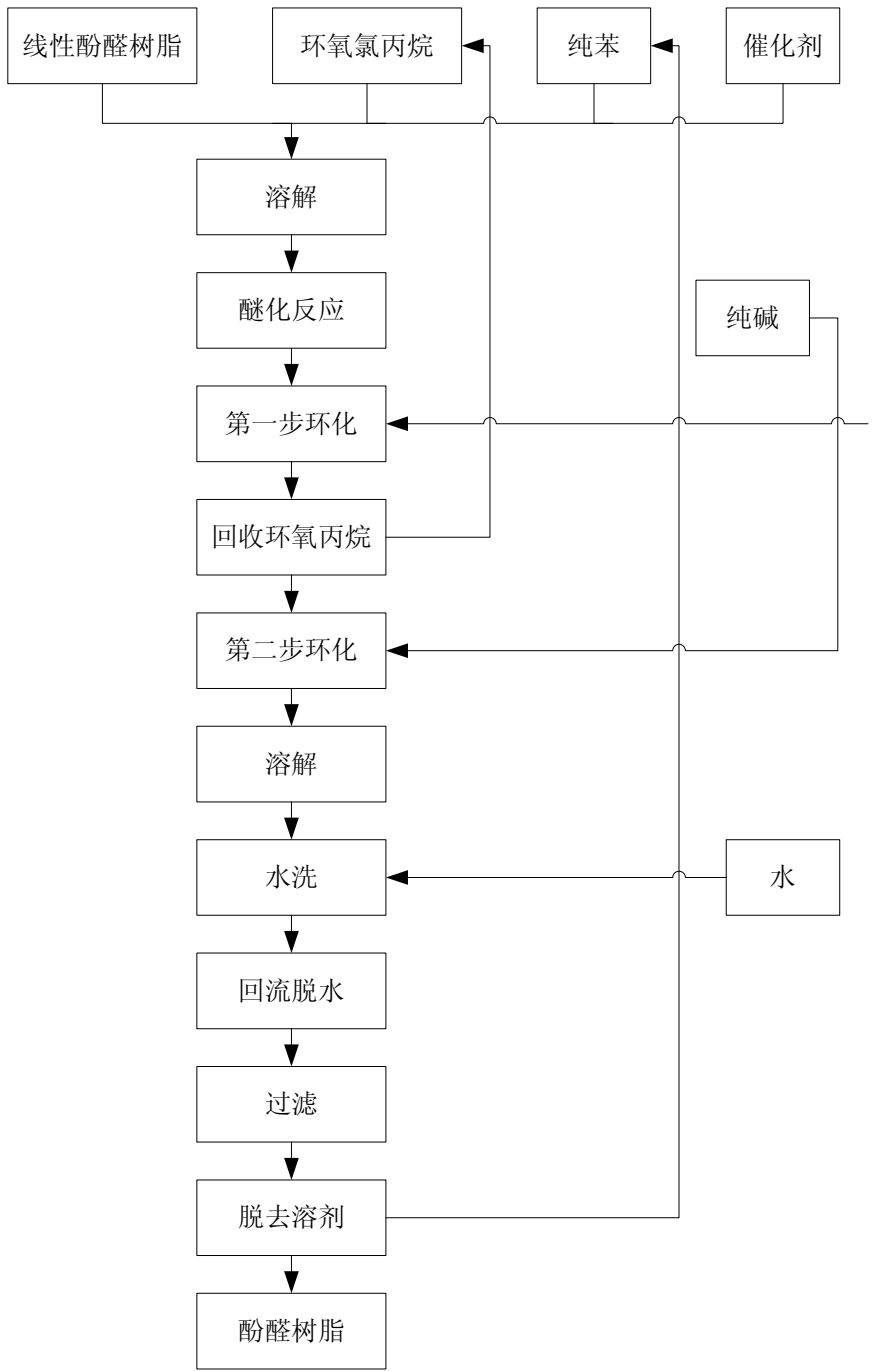 线性酚醛树脂
环氧氯丙烷
纯苯
催化剂
溶解
醚化反应
纯碱
第一步环化
回收环氧丙烷
第二步环化
溶解
水洗
水
回流脱水
过滤
脱去溶剂
酚醛树脂